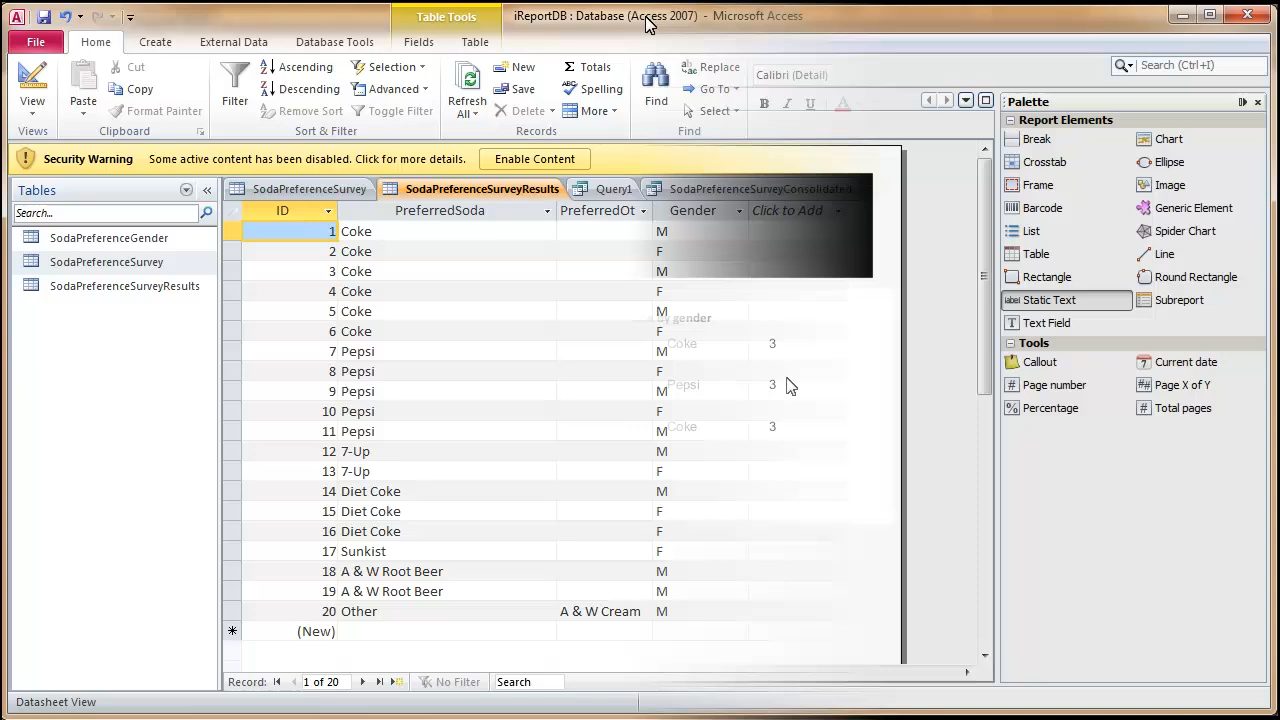 Table Tools
iReportDB : Database (Access 2007) - Microsoft Access
File Home Create External Data Database Tools Fields Table
Search (Ctrl+I)
View
Views
Paste
Cut
Copy
Format Painter
Clipboard
Filter
Ascending
Descending
Remove Sort
Selection
Advanced
Toggle Filter
Sort & Filter
Refresh
All
New
Save
Delete
Totals
Spelling
More
Records
Find
Replace
Go To
Select
Find
Calibri (Detail)
B I U A
Security Warning Some active content has been disabled. Click for more details. Enable Content
Tables
Search...
SodaPreferenceGender
SodaPreferenceSurvey
SodaPreferenceSurveyResults
SodaPreferenceSurvey SodaPreferenceSurveyResults Query1 SodaPreferenceSurveyConsolidated
ID PreferredSoda PreferredOt Gender Click to Add
1 Coke M
2 Coke F
3 Coke M
4 Coke F
5 Coke M
6 Coke F
7 Pepsi M
8 Pepsi F
9 Pepsi M
10 Pepsi F
11 Pepsi M
12 7-Up M
13 7-Up F
14 Diet Coke M
15 Diet Coke F
16 Diet Coke F
17 Sunkist F
18 A & W Root Beer M
19 A & W Root Beer M
20 Other A & W Cream M
(New)
by gender
Coke 3
Pepsi 3
Coke 3
Record: 1 of 20 No Filter Search
Datasheet View
Palette
Report Elements
Break Chart
Crosstab Ellipse
Frame Image
Barcode Generic Element
List Spider Chart
Table Line
Rectangle Round Rectangle
label Static Text Subreport
T Text Field
Tools
Callout 7 Current date
# Page number ## Page X of Y
% Percentage # Total pages